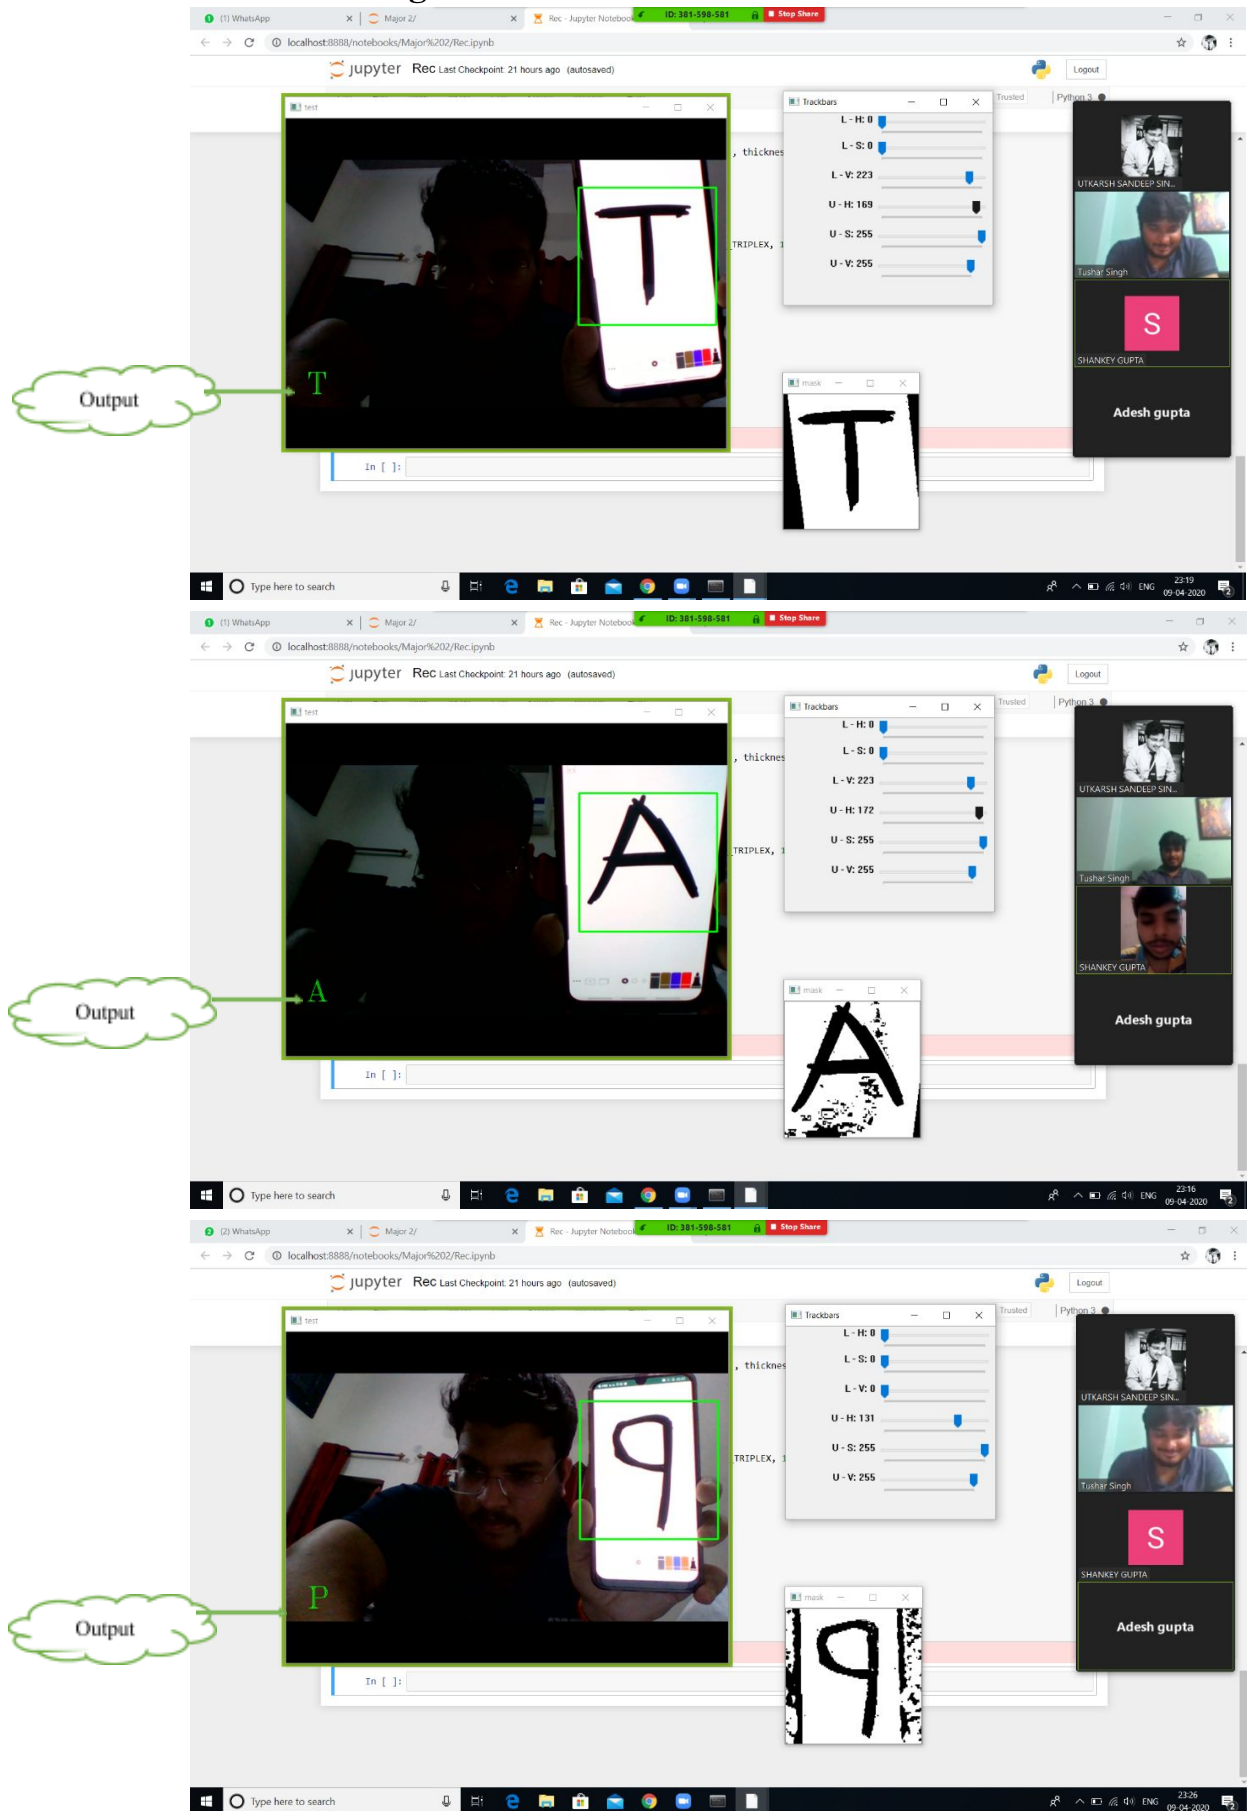 (1) WhatsApp
Major 2/
Rec - Jupyter Noteboo
ID: 381-598-581
Stop Share
localhost:8888/notebooks/Major%202/Rec.ipynb
jupyter Rec Last Checkpoint: 21 hours ago (autosaved)
Logout
Trusted
Python 3
test
Trackbars
L - H: 0
L - S: 0
L - V: 223
U - H: 169
U - S: 255
U - V: 255
, thicknes
_TRIPLEX, 1
T
T
Output
mask
T
In [ ]:
UTKARSH SANDEEP SIN...
Tushar Singh
S
SHANKEY GUPTA
Adesh gupta
Type here to search
ENG
23:19
09-04-2020
2
(1) WhatsApp
Major 2/
Rec - Jupyter Noteboo
ID: 381-598-581
Stop Share
localhost:8888/notebooks/Major%202/Rec.ipynb
jupyter Rec Last Checkpoint: 21 hours ago (autosaved)
Logout
Trusted
Python 3
test
Trackbars
L - H: 0
L - S: 0
L - V: 223
U - H: 172
U - S: 255
U - V: 255
, thicknes
_TRIPLEX, 1
A
A
Output
mask
A
In [ ]:
UTKARSH SANDEEP SIN...
Tushar Singh
SHANKEY GUPTA
Adesh gupta
Type here to search
ENG
23:16
09-04-2020
2
(2) WhatsApp
Major 2/
Rec - Jupyter Noteboo
ID: 381-598-581
Stop Share
localhost:8888/notebooks/Major%202/Rec.ipynb
jupyter Rec Last Checkpoint: 21 hours ago (autosaved)
Logout
Trusted
Python 3
test
Trackbars
L - H: 0
L - S: 0
L - V: 0
U - H: 131
U - S: 255
U - V: 255
, thicknes
_TRIPLEX, 1
q
P
Output
mask
q
In [ ]:
UTKARSH SANDEEP SIN...
Tushar Singh
S
SHANKEY GUPTA
Adesh gupta
Type here to search
ENG
23:26
09-04-2020
2